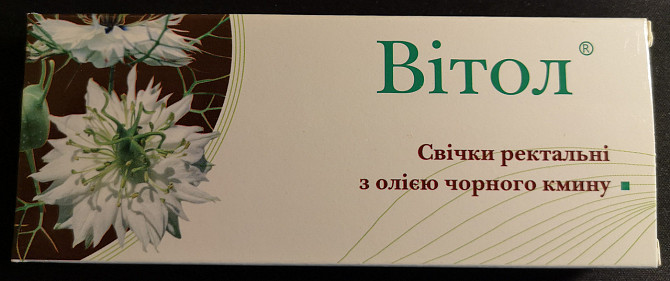 Вітол®
Свічки ректальні
з олією чорного кмину